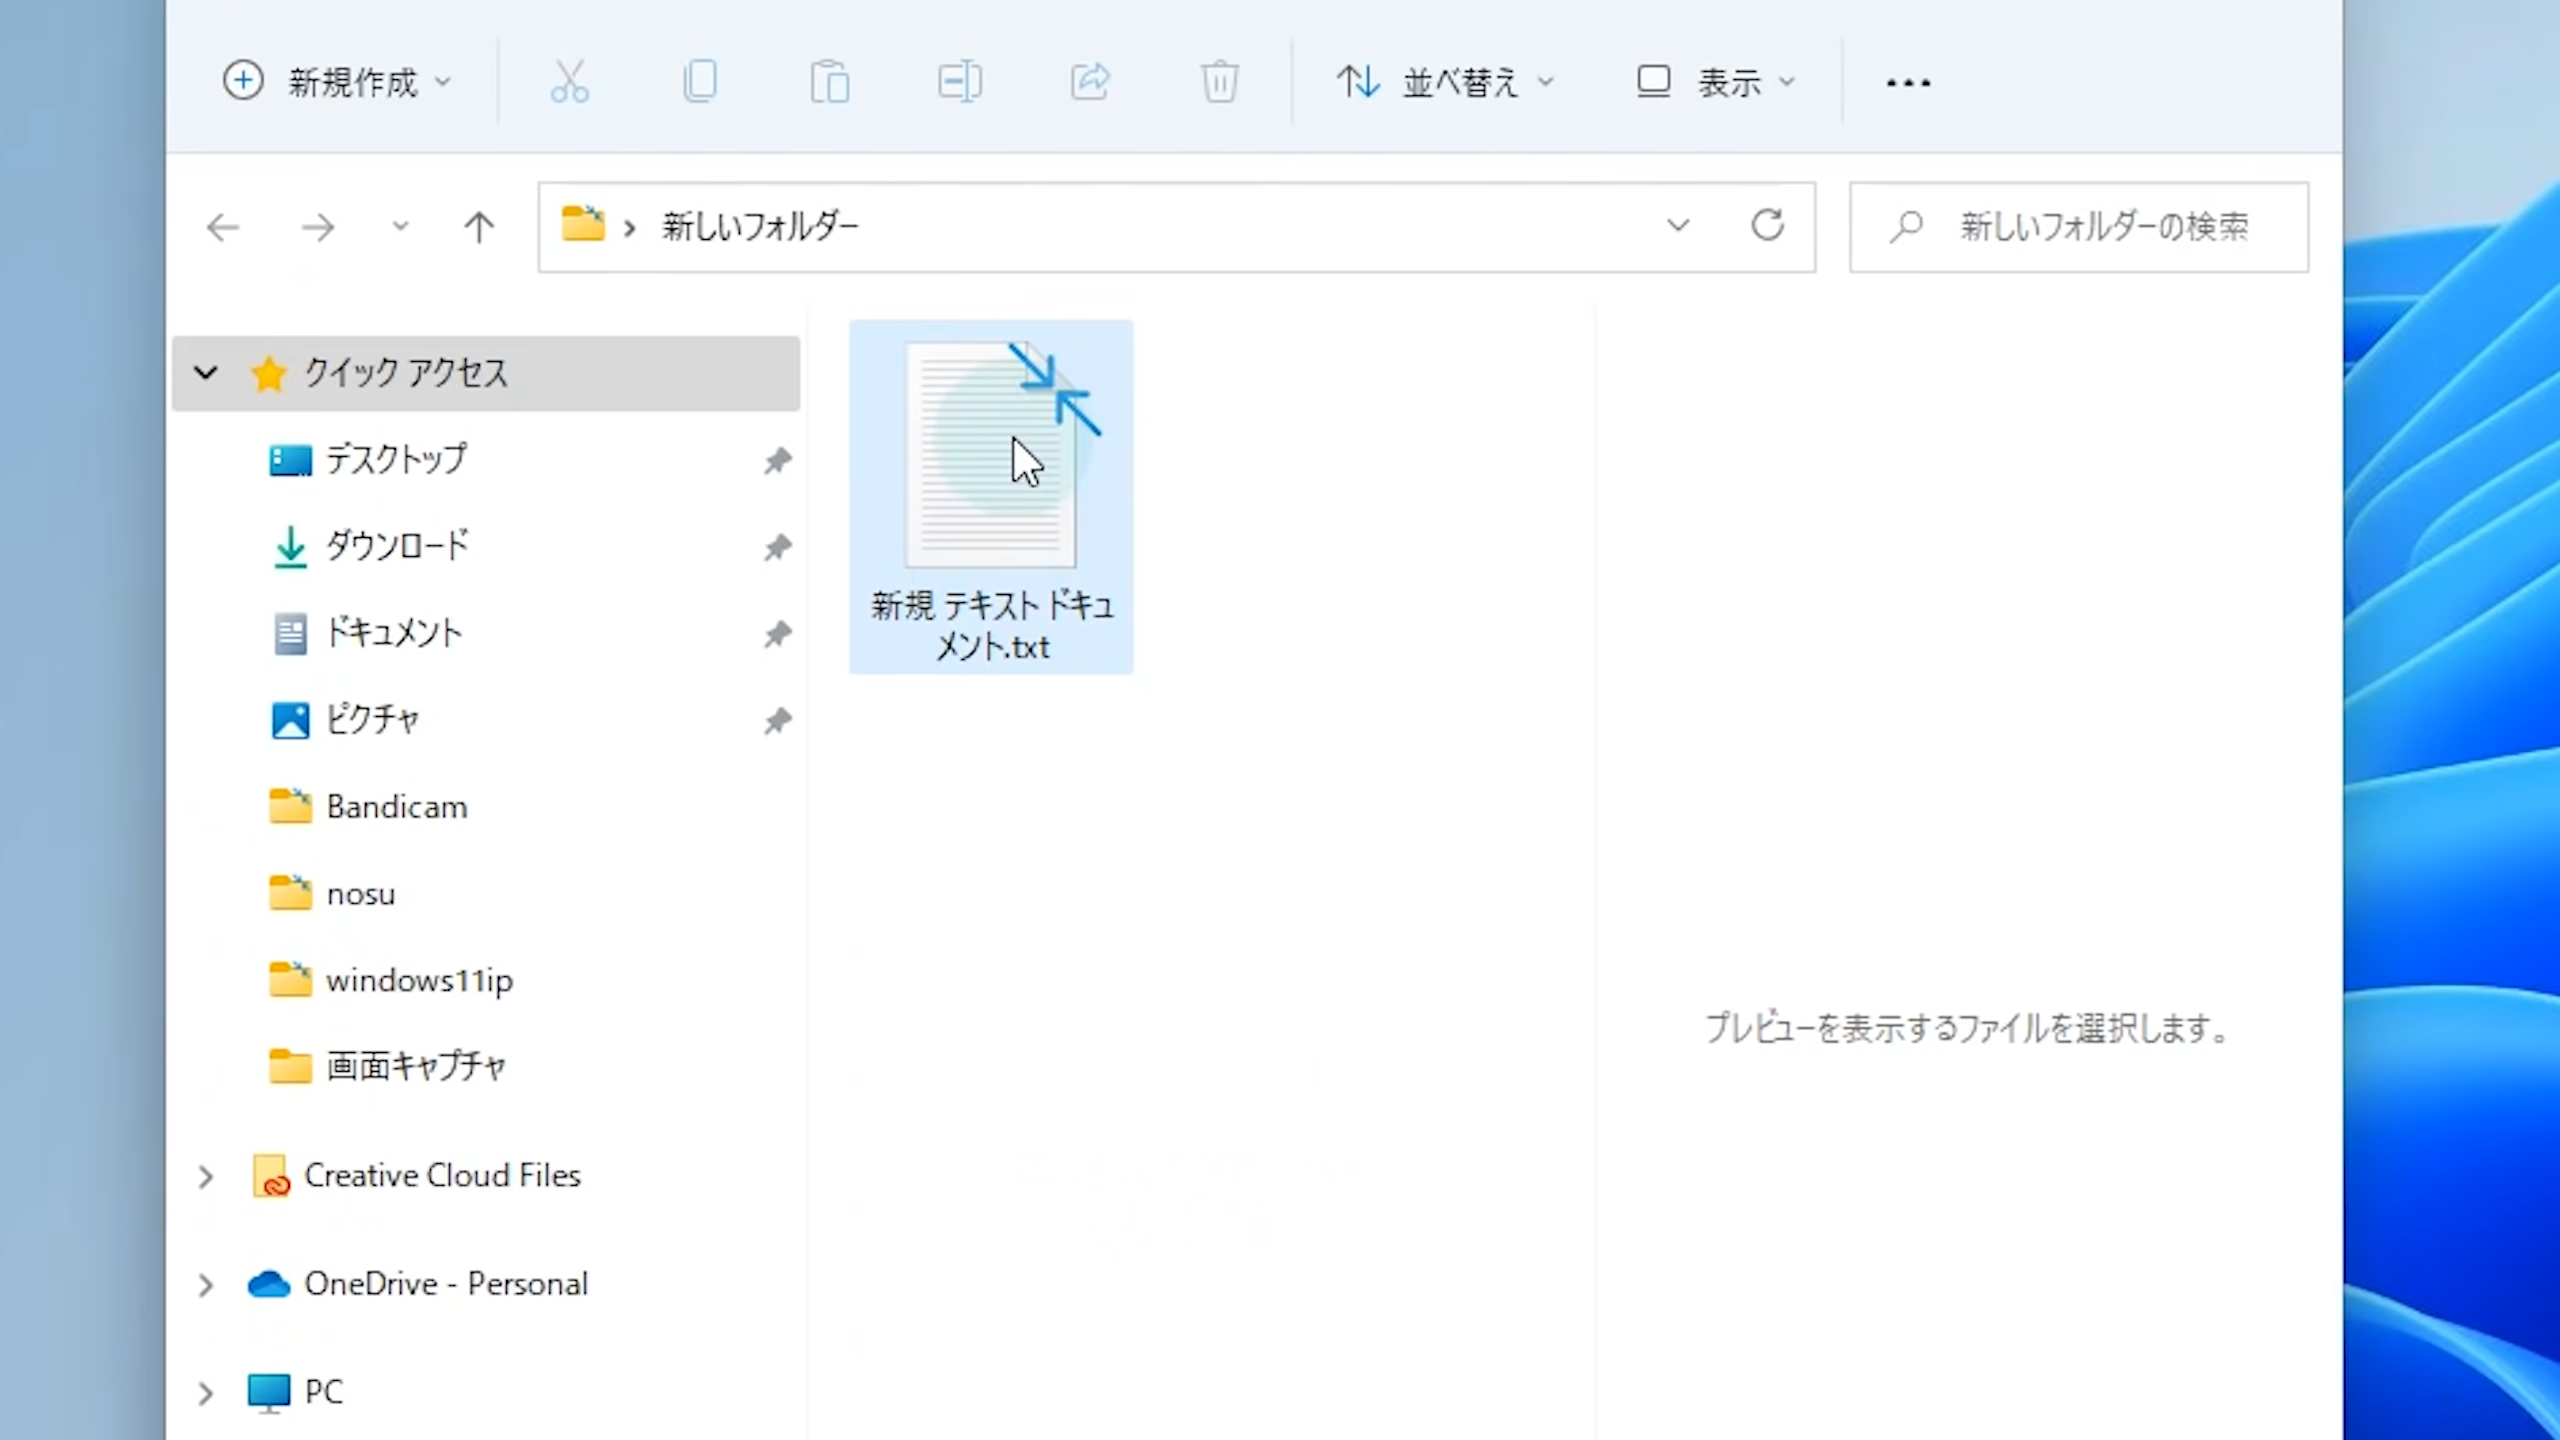 新規作成
並べ替え
表示
新しいフォルダー
新しいフォルダーの検索
クイック アクセス
デスクトップ
ダウンロード
ドキュメント
ピクチャ
Bandicam
nosu
windows11ip
画面キャプチャ
Creative Cloud Files
OneDrive - Personal
PC
新規 テキスト ドキュ
メント.txt
プレビューを表示するファイルを選択します。